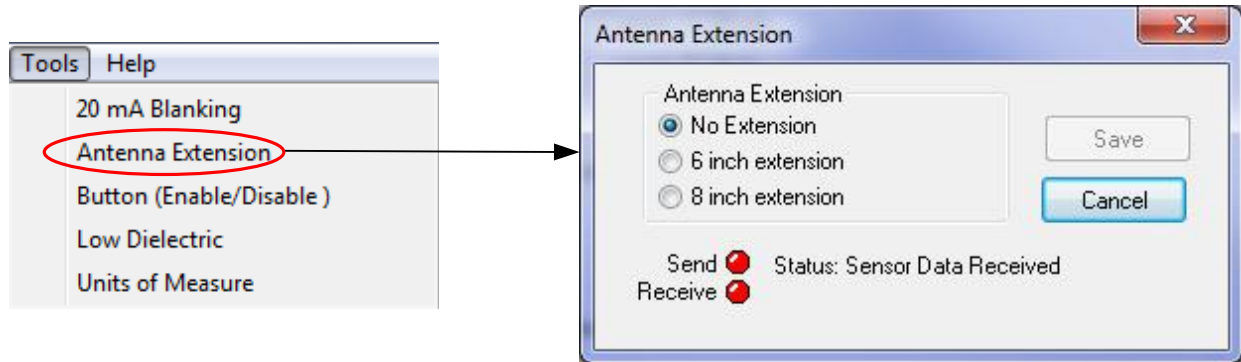 Tools Help
20 mA Blanking
Antenna Extension
Button (Enable/Disable )
Low Dielectric
Units of Measure
Antenna Extension
Antenna Extension
No Extension
6 inch extension
8 inch extension
Save
Cancel
Send Status: Sensor Data Received
Receive